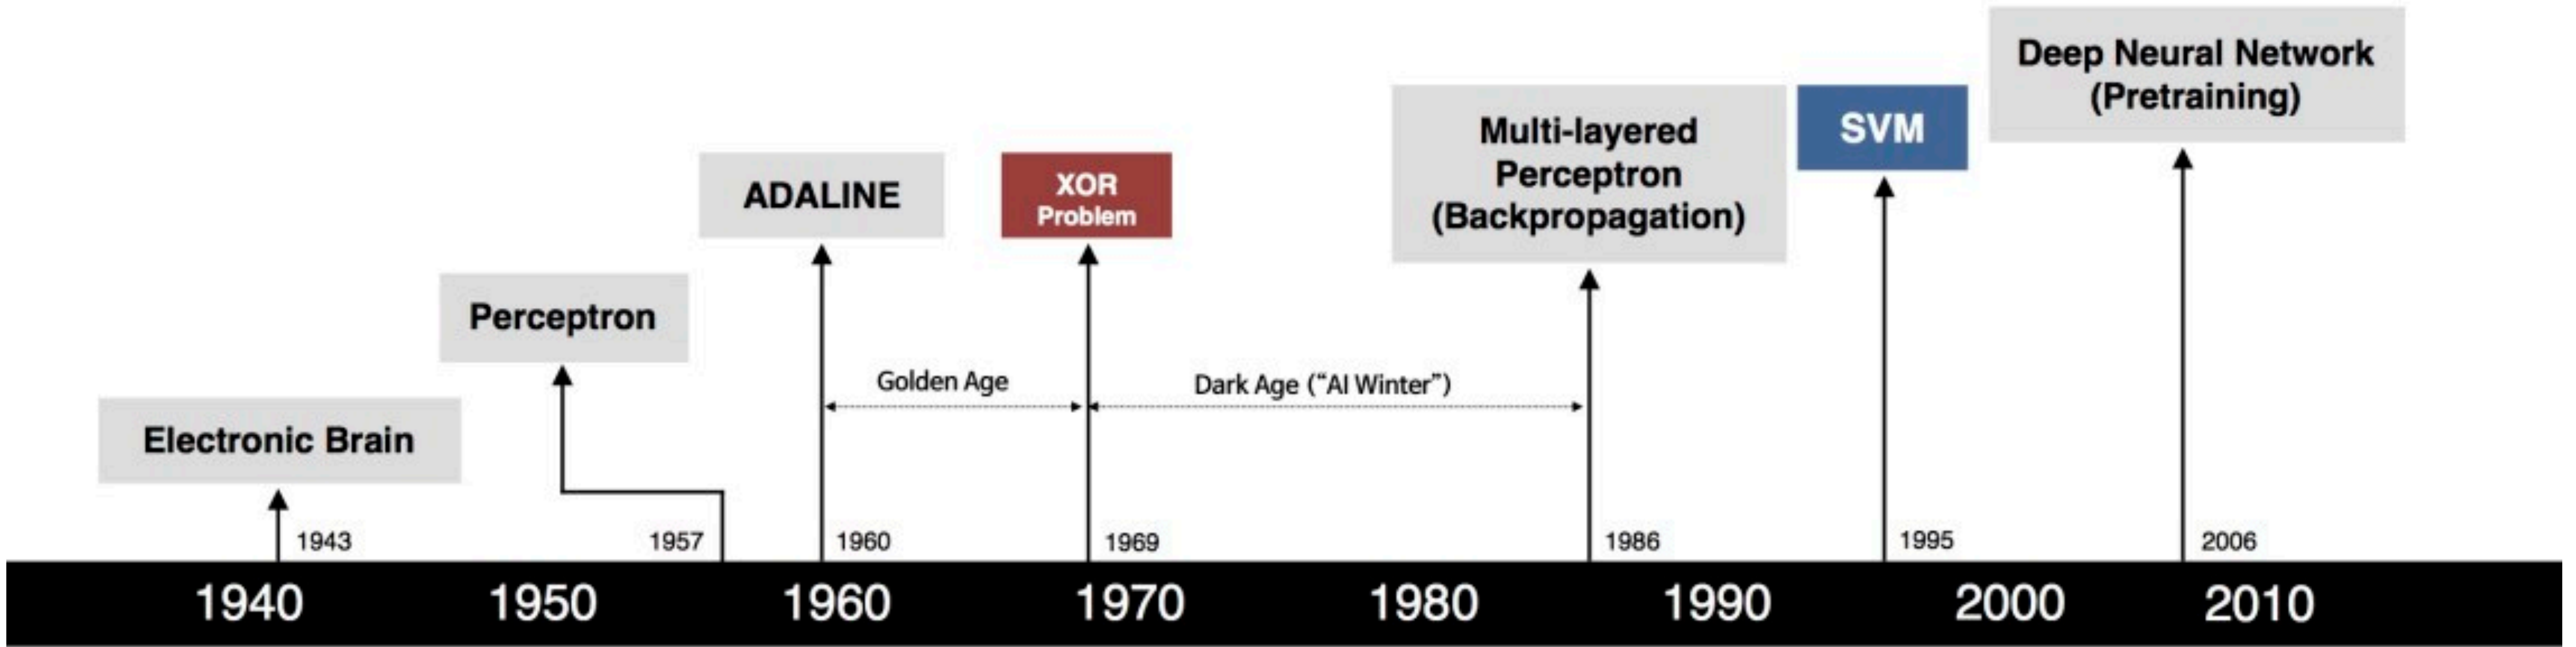 Deep Neural Network
(Pretraining)
Multi-layered
Perceptron
(Backpropagation)
SVM
ADALINE
XOR
Problem
Perceptron
Golden Age
Dark Age (“AI Winter”)
Electronic Brain
1943
1957
1960
1969
1986
1995
2006
1940
1950
1960
1970
1980
1990
2000
2010